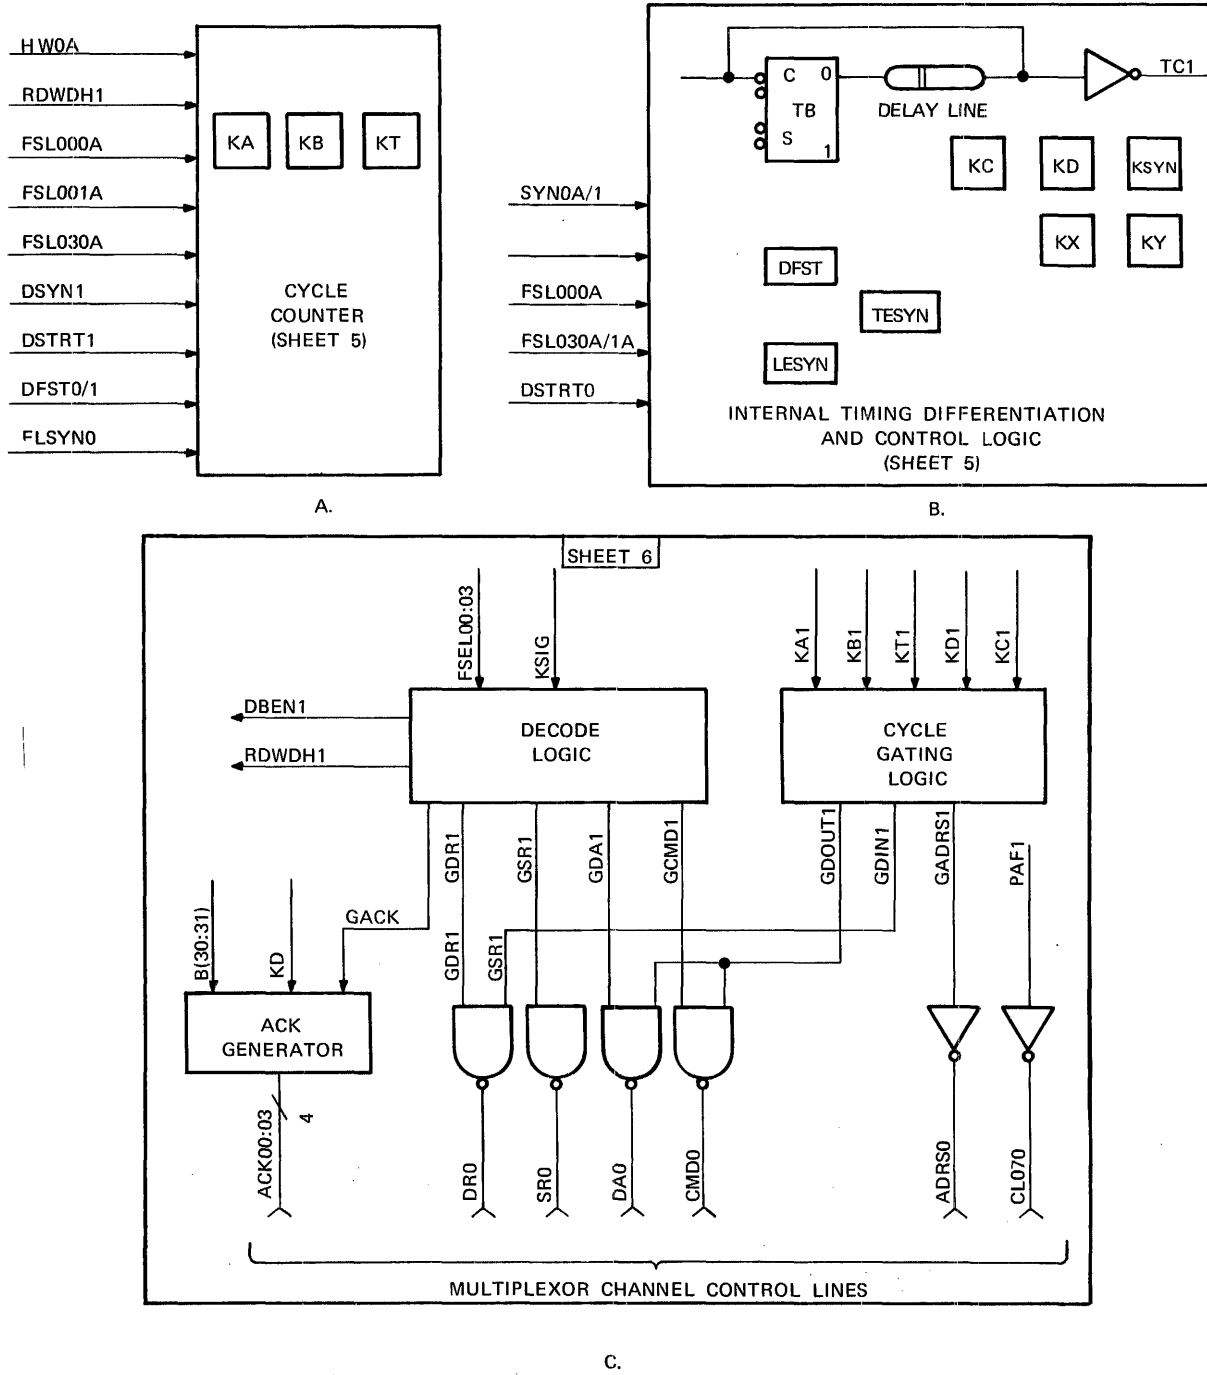 HW0A
RDWDH1
FSL000A
FSL001A
FSL030A
DSYN1
DSTRT1
DFST0/1
FLSYN0
KA
KB
KT
CYCLE
COUNTER
(SHEET 5)
A.
SYN0A/1
FSL000A
FSL030A/1A
DSTRT0
C 0
TB
S
1
DELAY LINE
TC1
KC
KD
KSYN
KX
KY
DFST
TESYN
LESYN
INTERNAL TIMING DIFFERENTIATION
AND CONTROL LOGIC
(SHEET 5)
B.
SHEET 6
FSEL00:03
KSIG
KA1
KB1
KT1
KD1
KC1
DBEN1
RDWDH1
DECODE
LOGIC
CYCLE
GATING
LOGIC
GDR1
GSR1
GDA1
GCMD1
GDOUT1
GDIN1
GADRS1
PAF1
B(30:31)
KD
GACK
GDR1
GSR1
ACK
GENERATOR
ACK00:03
4
DR0
SR0
DA0
CMD0
ADRS0
CL070
MULTIPLEXOR CHANNEL CONTROL LINES
C.